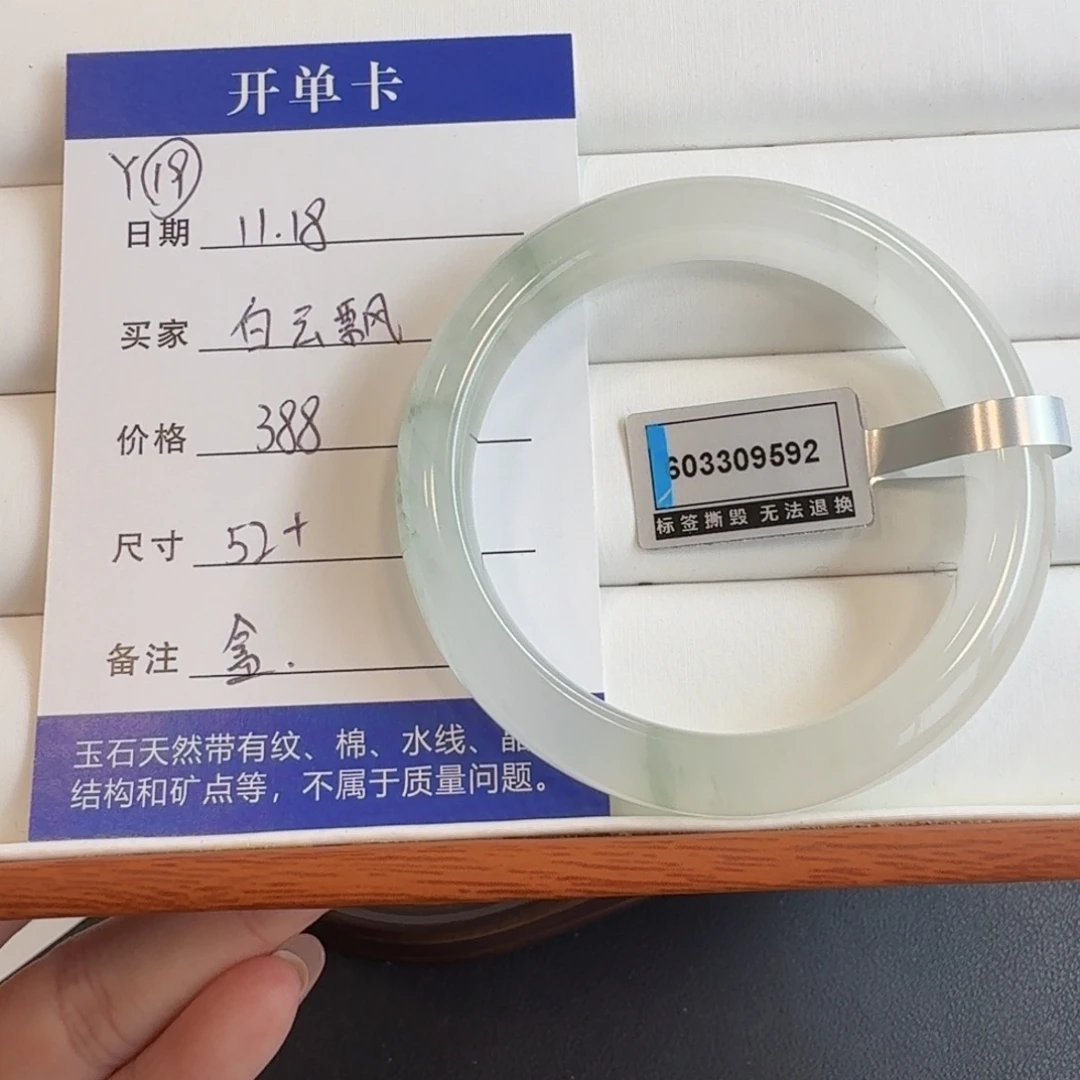 开单卡
Y⑲
日期 11.18
买家 白云飘
价格 388
尺寸 52+
备注 盒.
玉石天然带有纹、棉、水线、晶
结构和矿点等，不属于质量问题。
603309592
标签撕毁 无法退换